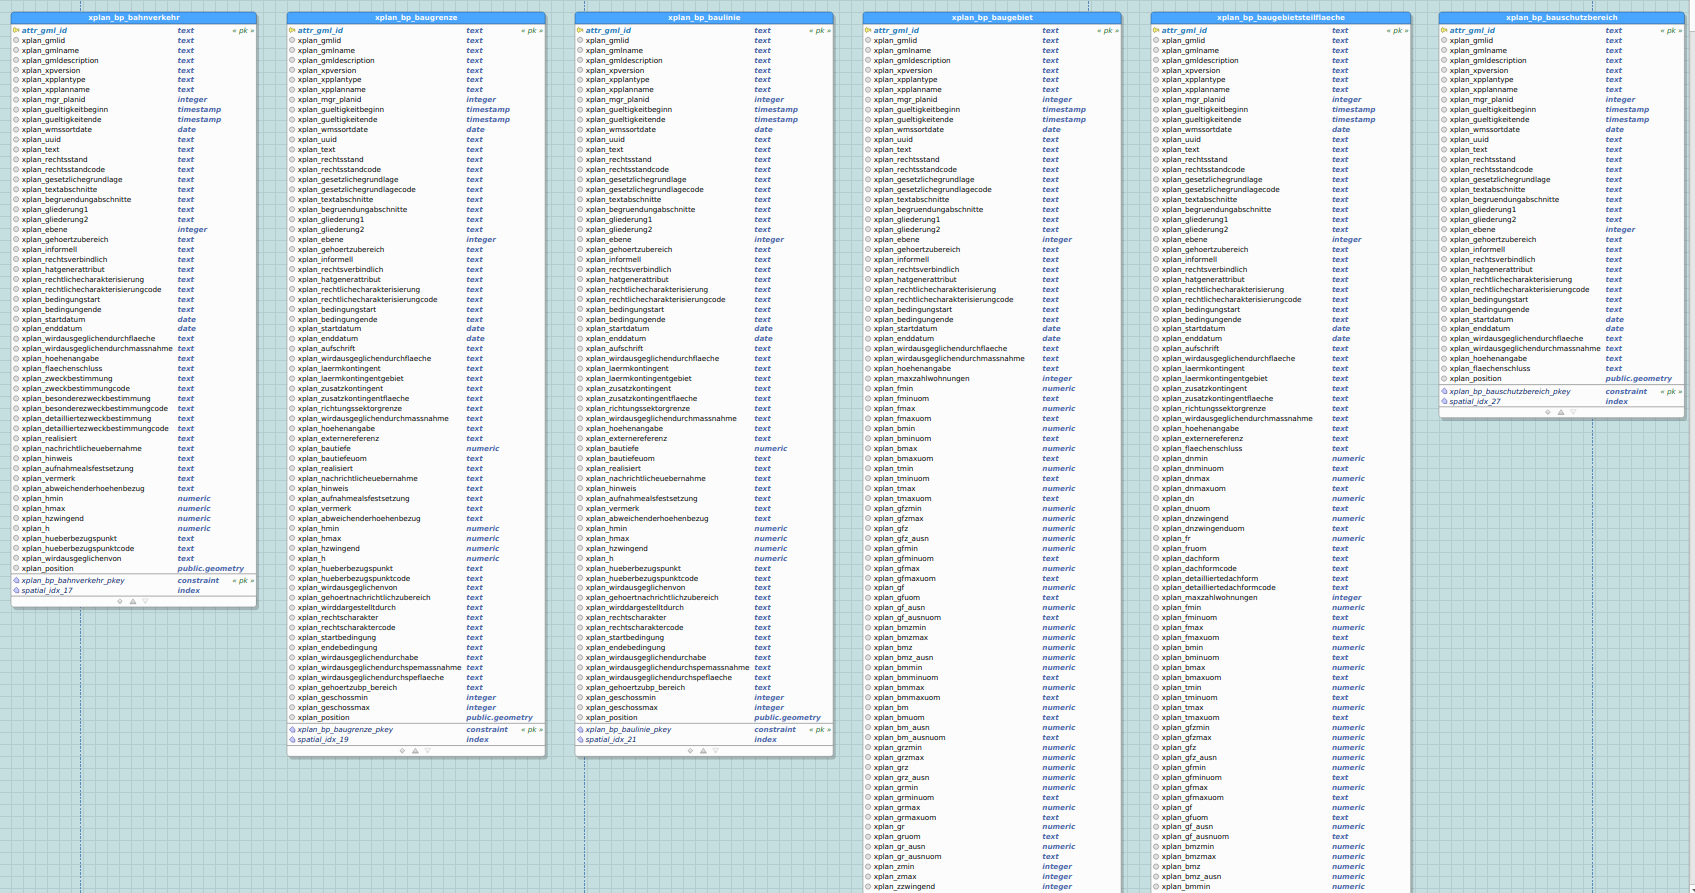 xplan_bp_bahnverkehr
attr_gml_id text « pk »
xplan_gmlid text
xplan_gmlname text
xplan_gmldescription text
xplan_xpversion text
xplan_xpplantype text
xplan_xpplanname text
xplan_mgr_planid integer
xplan_gueltigkeitbeginn timestamp
xplan_gueltigkeitende timestamp
xplan_wmssortdate date
xplan_uuid text
xplan_text text
xplan_rechtsstand text
xplan_rechtsstandcode text
xplan_gesetzlichegrundlage text
xplan_textabschnitte text
xplan_begruendungabschnitte text
xplan_gliederung1 text
xplan_gliederung2 text
xplan_ebene integer
xplan_gehoertzubereich text
xplan_informell text
xplan_rechtsverbindlich text
xplan_hatgenerattribut text
xplan_rechtlichecharakterisierung text
xplan_rechtlichecharakterisierungcode text
xplan_bedingungstart text
xplan_bedingungende text
xplan_startdatum date
xplan_enddatum date
xplan_wirdausgeglichendurchflaeche text
xplan_wirdausgeglichendurchmassnahme text
xplan_hoehenangabe text
xplan_flaechenschluss text
xplan_zweckbestimmung text
xplan_zweckbestimmungcode text
xplan_besonderezweckbestimmung text
xplan_besonderezweckbestimmungcode text
xplan_detailliertezweckbestimmung text
xplan_detailliertezweckbestimmungcode text
xplan_realisiert text
xplan_nachrichtlicheuebernahme text
xplan_hinweis text
xplan_aufnahmealsfestsetzung text
xplan_vermerk text
xplan_abweichenderhoehenbezug text
xplan_hmin numeric
xplan_hmax numeric
xplan_hzwingend numeric
xplan_h numeric
xplan_hueberbezugspunkt text
xplan_hueberbezugspunktcode text
xplan_wirdausgeglichenvon text
xplan_position public.geometry
xplan_bp_bahnverkehr_pkey constraint « pk »
spatial_idx_17 index
xplan_bp_baugrenze
attr_gml_id text « pk »
xplan_gmlid text
xplan_gmlname text
xplan_gmldescription text
xplan_xpversion text
xplan_xpplantype text
xplan_xpplanname text
xplan_mgr_planid integer
xplan_gueltigkeitbeginn timestamp
xplan_gueltigkeitende timestamp
xplan_wmssortdate date
xplan_uuid text
xplan_text text
xplan_rechtsstand text
xplan_rechtsstandcode text
xplan_gesetzlichegrundlage text
xplan_gesetzlichegrundlagecode text
xplan_textabschnitte text
xplan_begruendungabschnitte text
xplan_gliederung1 text
xplan_gliederung2 text
xplan_ebene integer
xplan_gehoertzubereich text
xplan_informell text
xplan_rechtsverbindlich text
xplan_hatgenerattribut text
xplan_rechtlichecharakterisierung text
xplan_rechtlichecharakterisierungcode text
xplan_bedingungstart text
xplan_bedingungende text
xplan_startdatum date
xplan_enddatum date
xplan_aufschrift text
xplan_wirdausgeglichendurchflaeche text
xplan_laermkontingent text
xplan_laermkontingentgebiet text
xplan_zusatzkontingent text
xplan_zusatzkontingentflaeche text
xplan_richtungssektorgrenze text
xplan_wirdausgeglichendurchmassnahme text
xplan_hoehenangabe text
xplan_externereferenz text
xplan_bautiefe numeric
xplan_bautiefeuom text
xplan_realisiert text
xplan_nachrichtlicheuebernahme text
xplan_hinweis text
xplan_aufnahmealsfestsetzung text
xplan_vermerk text
xplan_abweichenderhoehenbezug text
xplan_hmin numeric
xplan_hmax numeric
xplan_hzwingend numeric
xplan_h numeric
xplan_hueberbezugspunkt text
xplan_hueberbezugspunktcode text
xplan_wirdausgeglichenvon text
xplan_gehoertnachrichtlichzubereich text
xplan_wirddargestelltdurch text
xplan_rechtscharakter text
xplan_rechtscharaktercode text
xplan_startbedingung text
xplan_endebedingung text
xplan_wirdausgeglichendurchabe text
xplan_wirdausgeglichendurchspemassnahme text
xplan_wirdausgeglichendurchspeflaeche text
xplan_gehoertzubp_bereich text
xplan_geschossmin integer
xplan_geschossmax integer
xplan_position public.geometry
xplan_bp_baugrenze_pkey constraint « pk »
spatial_idx_19 index
xplan_bp_baulinie
attr_gml_id text « pk »
xplan_gmlid text
xplan_gmlname text
xplan_gmldescription text
xplan_xpversion text
xplan_xpplantype text
xplan_xpplanname text
xplan_mgr_planid integer
xplan_gueltigkeitbeginn timestamp
xplan_gueltigkeitende timestamp
xplan_wmssortdate date
xplan_uuid text
xplan_text text
xplan_rechtsstand text
xplan_rechtsstandcode text
xplan_gesetzlichegrundlage text
xplan_gesetzlichegrundlagecode text
xplan_textabschnitte text
xplan_begruendungabschnitte text
xplan_gliederung1 text
xplan_gliederung2 text
xplan_ebene integer
xplan_gehoertzubereich text
xplan_informell text
xplan_rechtsverbindlich text
xplan_hatgenerattribut text
xplan_rechtlichecharakterisierung text
xplan_rechtlichecharakterisierungcode text
xplan_bedingungstart text
xplan_bedingungende text
xplan_startdatum date
xplan_enddatum date
xplan_aufschrift text
xplan_wirdausgeglichendurchflaeche text
xplan_laermkontingent text
xplan_laermkontingentgebiet text
xplan_zusatzkontingent text
xplan_zusatzkontingentflaeche text
xplan_richtungssektorgrenze text
xplan_wirdausgeglichendurchmassnahme text
xplan_hoehenangabe text
xplan_externereferenz text
xplan_bautiefe numeric
xplan_bautiefeuom text
xplan_realisiert text
xplan_nachrichtlicheuebernahme text
xplan_hinweis text
xplan_aufnahmealsfestsetzung text
xplan_vermerk text
xplan_abweichenderhoehenbezug text
xplan_hmin numeric
xplan_hmax numeric
xplan_hzwingend numeric
xplan_h numeric
xplan_hueberbezugspunkt text
xplan_hueberbezugspunktcode text
xplan_wirdausgeglichenvon text
xplan_gehoertnachrichtlichzubereich text
xplan_wirddargestelltdurch text
xplan_rechtscharakter text
xplan_rechtscharaktercode text
xplan_startbedingung text
xplan_endebedingung text
xplan_wirdausgeglichendurchabe text
xplan_wirdausgeglichendurchspemassnahme text
xplan_wirdausgeglichendurchspeflaeche text
xplan_gehoertzubp_bereich text
xplan_geschossmin integer
xplan_geschossmax integer
xplan_position public.geometry
xplan_bp_baulinie_pkey constraint « pk »
spatial_idx_21 index
xplan_bp_baugebiet
attr_gml_id text « pk »
xplan_gmlid text
xplan_gmlname text
xplan_gmldescription text
xplan_xpversion text
xplan_xpplantype text
xplan_xpplanname text
xplan_mgr_planid integer
xplan_gueltigkeitbeginn timestamp
xplan_gueltigkeitende timestamp
xplan_wmssortdate date
xplan_uuid text
xplan_text text
xplan_rechtsstand text
xplan_rechtsstandcode text
xplan_gesetzlichegrundlage text
xplan_gesetzlichegrundlagecode text
xplan_textabschnitte text
xplan_begruendungabschnitte text
xplan_gliederung1 text
xplan_gliederung2 text
xplan_ebene integer
xplan_gehoertzubereich text
xplan_informell text
xplan_rechtsverbindlich text
xplan_hatgenerattribut text
xplan_rechtlichecharakterisierung text
xplan_rechtlichecharakterisierungcode text
xplan_bedingungstart text
xplan_bedingungende text
xplan_startdatum date
xplan_enddatum date
xplan_wirdausgeglichendurchflaeche text
xplan_wirdausgeglichendurchmassnahme text
xplan_hoehenangabe text
xplan_maxzahlwohnungen integer
xplan_fmin numeric
xplan_fminuom text
xplan_fmax numeric
xplan_fmaxuom text
xplan_bmin numeric
xplan_bminuom text
xplan_bmax numeric
xplan_bmaxuom text
xplan_tmin numeric
xplan_tminuom text
xplan_tmax numeric
xplan_tmaxuom text
xplan_gfzmin numeric
xplan_gfzmax numeric
xplan_gfz numeric
xplan_gfz_ausn numeric
xplan_gfmin numeric
xplan_gfminuom text
xplan_gfmax numeric
xplan_gfmaxuom text
xplan_gf numeric
xplan_gfuom text
xplan_gf_ausn numeric
xplan_gf_ausnuom text
xplan_bmzmin numeric
xplan_bmzmax numeric
xplan_bmz numeric
xplan_bmz_ausn numeric
xplan_bmmin numeric
xplan_bmminuom text
xplan_bmmax numeric
xplan_bmmaxuom text
xplan_bm numeric
xplan_bmuom text
xplan_bm_ausn numeric
xplan_bm_ausnuom text
xplan_grzmin numeric
xplan_grzmax numeric
xplan_grz numeric
xplan_grz_ausn numeric
xplan_grmin numeric
xplan_grminuom text
xplan_grmax numeric
xplan_grmaxuom text
xplan_gr numeric
xplan_gruom text
xplan_gr_ausn numeric
xplan_gr_ausnuom text
xplan_zmin integer
xplan_zmax integer
xplan_zzwingend integer
xplan_bp_baugebietsteilflaeche
attr_gml_id text « pk »
xplan_gmlid text
xplan_gmlname text
xplan_gmldescription text
xplan_xpversion text
xplan_xpplantype text
xplan_xpplanname text
xplan_mgr_planid integer
xplan_gueltigkeitbeginn timestamp
xplan_gueltigkeitende timestamp
xplan_wmssortdate date
xplan_uuid text
xplan_text text
xplan_rechtsstand text
xplan_rechtsstandcode text
xplan_gesetzlichegrundlage text
xplan_gesetzlichegrundlagecode text
xplan_textabschnitte text
xplan_begruendungabschnitte text
xplan_gliederung1 text
xplan_gliederung2 text
xplan_ebene integer
xplan_gehoertzubereich text
xplan_informell text
xplan_rechtsverbindlich text
xplan_hatgenerattribut text
xplan_rechtlichecharakterisierung text
xplan_rechtlichecharakterisierungcode text
xplan_bedingungstart text
xplan_bedingungende text
xplan_startdatum date
xplan_enddatum date
xplan_aufschrift text
xplan_wirdausgeglichendurchflaeche text
xplan_laermkontingent text
xplan_laermkontingentgebiet text
xplan_zusatzkontingent text
xplan_zusatzkontingentflaeche text
xplan_richtungssektorgrenze text
xplan_wirdausgeglichendurchmassnahme text
xplan_hoehenangabe text
xplan_externereferenz text
xplan_flaechenschluss text
xplan_dnmin numeric
xplan_dnminuom text
xplan_dnmax numeric
xplan_dnmaxuom text
xplan_dn numeric
xplan_dnuom text
xplan_dnzwingend numeric
xplan_dnzwingenduom text
xplan_fr numeric
xplan_fruom text
xplan_dachform text
xplan_dachformcode text
xplan_detailliertedachform text
xplan_detailliertedachformcode text
xplan_maxzahlwohnungen integer
xplan_fmin numeric
xplan_fminuom text
xplan_fmax numeric
xplan_fmaxuom text
xplan_bmin numeric
xplan_bminuom text
xplan_bmax numeric
xplan_bmaxuom text
xplan_tmin numeric
xplan_tminuom text
xplan_tmax numeric
xplan_tmaxuom text
xplan_gfzmin numeric
xplan_gfzmax numeric
xplan_gfz numeric
xplan_gfz_ausn numeric
xplan_gfmin numeric
xplan_gfminuom text
xplan_gfmax numeric
xplan_gfmaxuom text
xplan_gf numeric
xplan_gfuom text
xplan_gf_ausn numeric
xplan_gf_ausnuom text
xplan_bmzmin numeric
xplan_bmzmax numeric
xplan_bmz numeric
xplan_bmz_ausn numeric
xplan_bmmin numeric
xplan_bp_bauschutzbereich
attr_gml_id text « pk »
xplan_gmlid text
xplan_gmlname text
xplan_gmldescription text
xplan_xpversion text
xplan_xpplantype text
xplan_xpplanname text
xplan_mgr_planid integer
xplan_gueltigkeitbeginn timestamp
xplan_gueltigkeitende timestamp
xplan_wmssortdate date
xplan_uuid text
xplan_text text
xplan_rechtsstand text
xplan_rechtsstandcode text
xplan_gesetzlichegrundlage text
xplan_textabschnitte text
xplan_begruendungabschnitte text
xplan_gliederung1 text
xplan_gliederung2 text
xplan_ebene integer
xplan_gehoertzubereich text
xplan_informell text
xplan_rechtsverbindlich text
xplan_hatgenerattribut text
xplan_rechtlichecharakterisierung text
xplan_rechtlichecharakterisierungcode text
xplan_bedingungstart text
xplan_bedingungende text
xplan_startdatum date
xplan_enddatum date
xplan_wirdausgeglichendurchflaeche text
xplan_wirdausgeglichendurchmassnahme text
xplan_hoehenangabe text
xplan_flaechenschluss text
xplan_position public.geometry
xplan_bp_bauschutzbereich_pkey constraint « pk »
spatial_idx_27 index